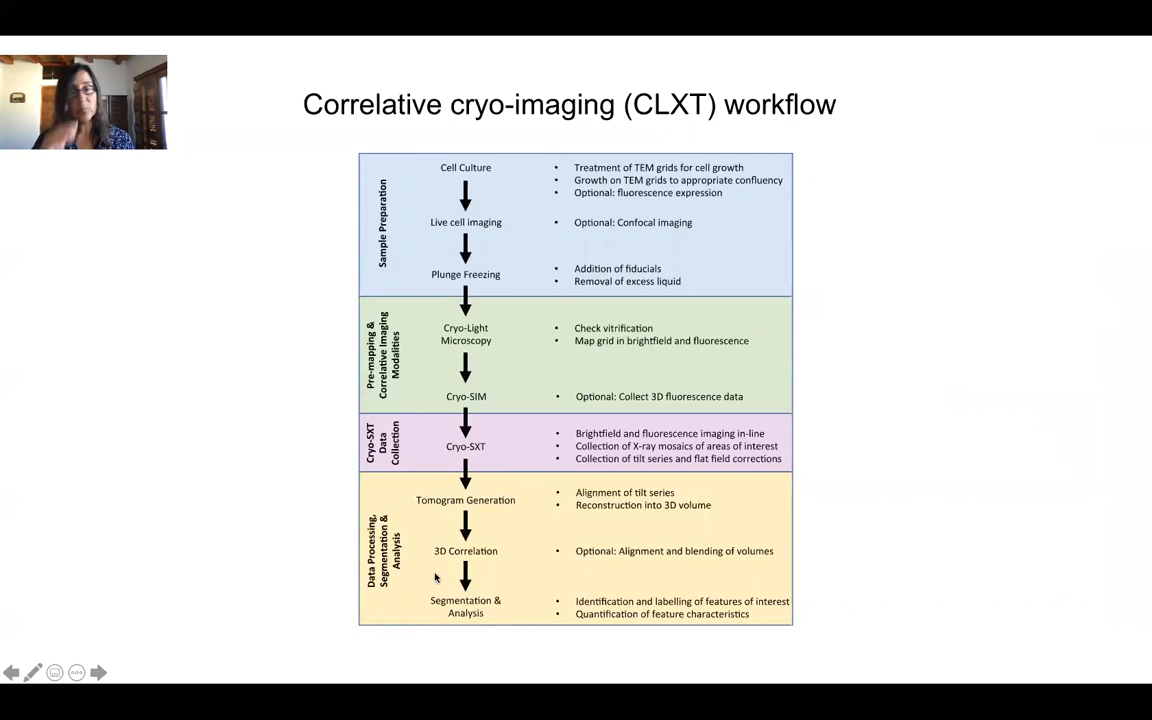 Correlative cryo-imaging (CLXT) workflow
Sample Preparation
Cell Culture
• Treatment of TEM grids for cell growth
• Growth on TEM grids to appropriate confluency
• Optional: fluorescence expression
Live cell imaging
• Optional: Confocal imaging
Plunge Freezing
• Addition of fiducials
• Removal of excess liquid
Pre-mapping &
Correlative Imaging
Modalities
Cryo-Light
Microscopy
• Check vitrification
• Map grid in brightfield and fluorescence
Cryo-SIM
• Optional: Collect 3D fluorescence data
Cryo-SXT
Data
Collection
Cryo-SXT
• Brightfield and fluorescence imaging in-line
• Collection of X-ray mosaics of areas of interest
• Collection of tilt series and flat field corrections
Data Processing,
Segmentation &
Analysis
Tomogram Generation
• Alignment of tilt series
• Reconstruction into 3D volume
3D Correlation
• Optional: Alignment and blending of volumes
Segmentation &
Analysis
• Identification and labelling of features of interest
• Quantification of feature characteristics